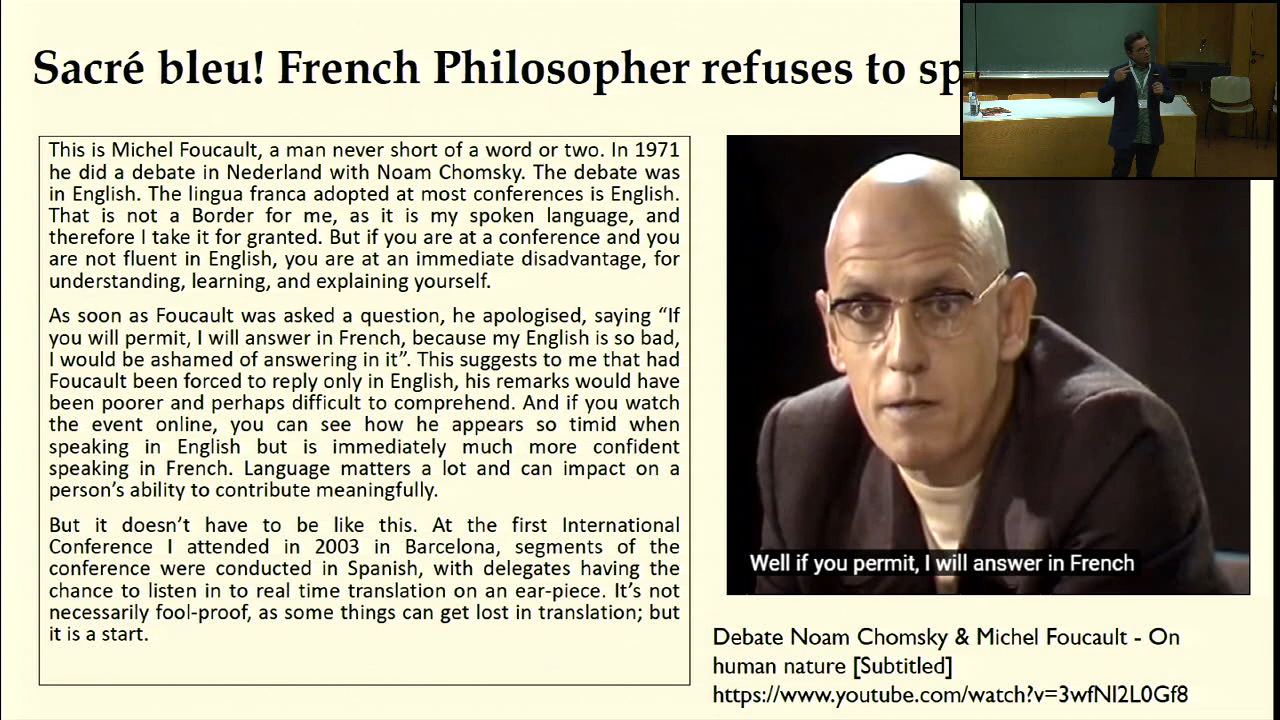 Sacré bleu! French Philosopher refuses to sp
This is Michel Foucault, a man never short of a word or two. In 1971
he did a debate in Nederland with Noam Chomsky. The debate was
in English. The lingua franca adopted at most conferences is English.
That is not a Border for me, as it is my spoken language, and
therefore I take it for granted. But if you are at a conference and you
are not fluent in English, you are at an immediate disadvantage, for
understanding, learning, and explaining yourself.
As soon as Foucault was asked a question, he apologised, saying “If
you will permit, I will answer in French, because my English is so bad,
I would be ashamed of answering in it”. This suggests to me that had
Foucault been forced to reply only in English, his remarks would have
been poorer and perhaps difficult to comprehend. And if you watch
the event online, you can see how he appears so timid when
speaking in English but is immediately much more confident
speaking in French. Language matters a lot and can impact on a
person’s ability to contribute meaningfully.
But it doesn’t have to be like this. At the first International
Conference I attended in 2003 in Barcelona, segments of the
conference were conducted in Spanish, with delegates having the
chance to listen in to real time translation on an ear-piece. It’s not
necessarily fool-proof, as some things can get lost in translation; but
it is a start.
Well if you permit, I will answer in French
Debate Noam Chomsky & Michel Foucault - On
human nature [Subtitled]
https://www.youtube.com/watch?v=3wfNl2L0Gf8